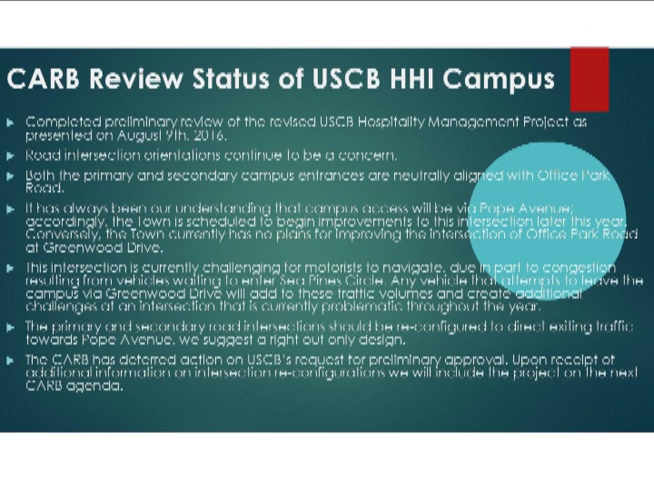 CARB Review Status of USCB HHI Campus
Completed preliminary review of the revised USCB Hospitality Management Project as
presented on August 9th, 2016.
Road intersection orientations continue to be a concern.
Both the primary and secondary campus entrances are neutrally aligned with Office Park
Road.
It has always been our understanding that campus access will be via Pope Avenue;
accordingly, the Town is scheduled to begin improvements to this intersection later this year.
Conversely, the Town currently has no plans for improving the intersection of Office Park Road
at Greenwood Drive.
This intersection is currently challenging for motorists to navigate, due in part to congestion
resulting from vehicles waiting to enter Sea Pines Circle. Any vehicle that attempts to leave the
campus via Greenwood Drive will add to these traffic volumes and create additional
challenges at an intersection that is currently problematic throughout the year.
The primary and secondary road intersections should be re-configured to direct exiting traffic
towards Pope Avenue, we suggest a right out only design.
The CARB has deferred action on USCB's request for preliminary approval. Upon receipt of
additional information on intersection re-configurations we will include the project on the next
CARB agenda.